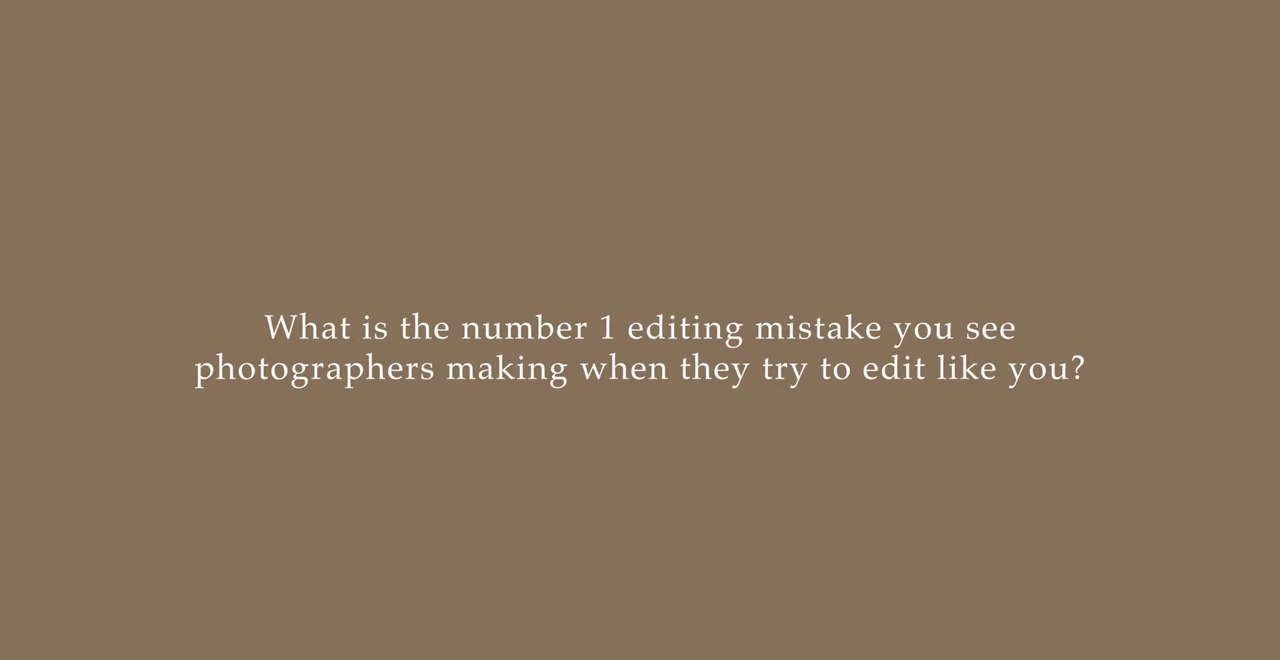 What is the number 1 editing mistake you see
photographers making when they try to edit like you?